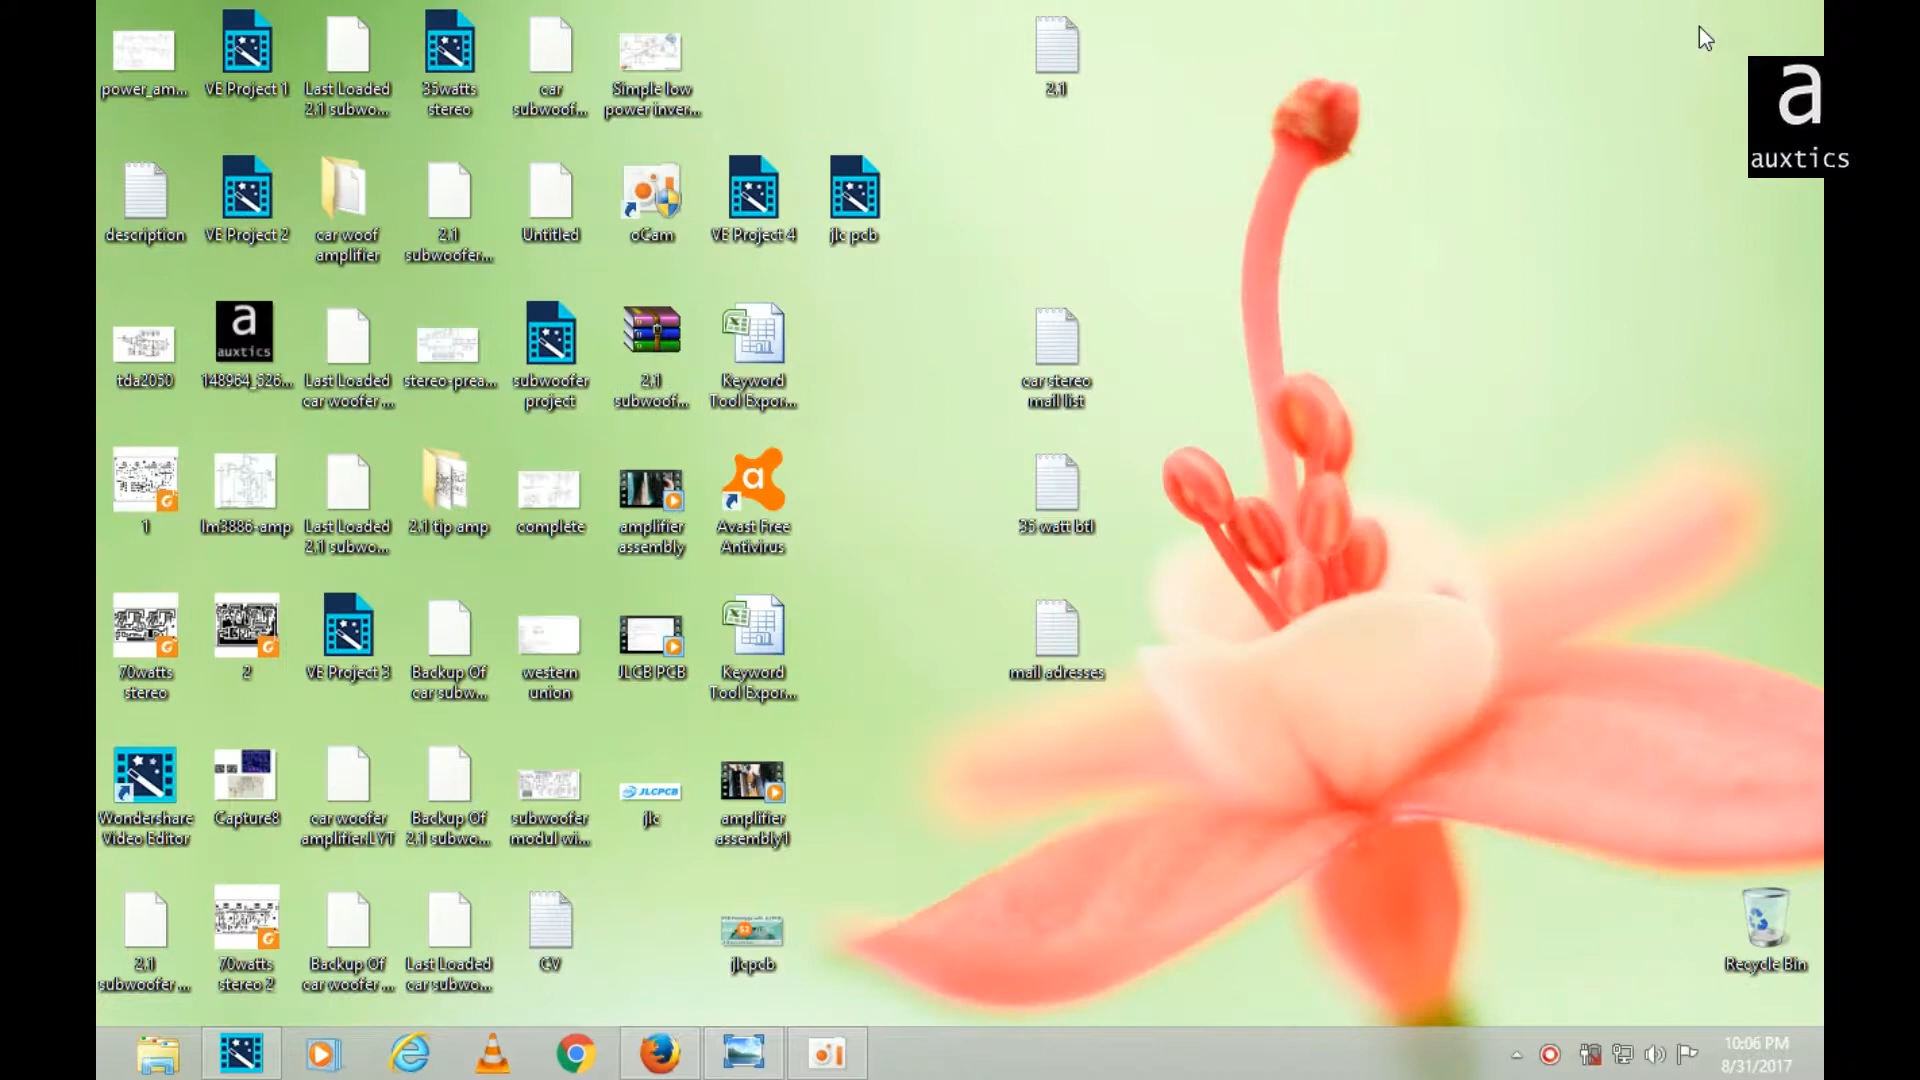 power_am...
VE Project 1
Last Loaded
2.1 subwo...
35watts
stereo
car
subwoof...
Simple low
power inver...
2.1
a
auxtics
description
VE Project 2
car woof
amplifier
2.1
subwoofer...
Untitled
oCam
VE Project 4
jlc pcb
tda2050
a
auxtics
148964_526...
Last Loaded
car woofer ...
stereo-prea...
subwoofer
project
2.1
subwoof...
Keyword
Tool Expor...
car stereo
mail list
1
lm3886-amp
Last Loaded
2.1 subwo...
2.1 tip amp
complete
amplifier
assembly
a
Avast Free
Antivirus
35 watt btl
70watts
stereo
2
VE Project 3
Backup Of
car subw...
western
union
JLCB PCB
Keyword
Tool Expor...
mail adresses
Wondershare
Video Editor
Capture8
car woofer
amplifier.LYT
Backup Of
2.1 subwo...
subwoofer
modul wi...
JLCPCB
jlc
amplifier
assembly1
2.1
subwoofer ...
70watts
stereo 2
Backup Of
car woofer ...
Last Loaded
car subwo...
CV
jlcpcb
Recycle Bin
10:06 PM
8/31/2017